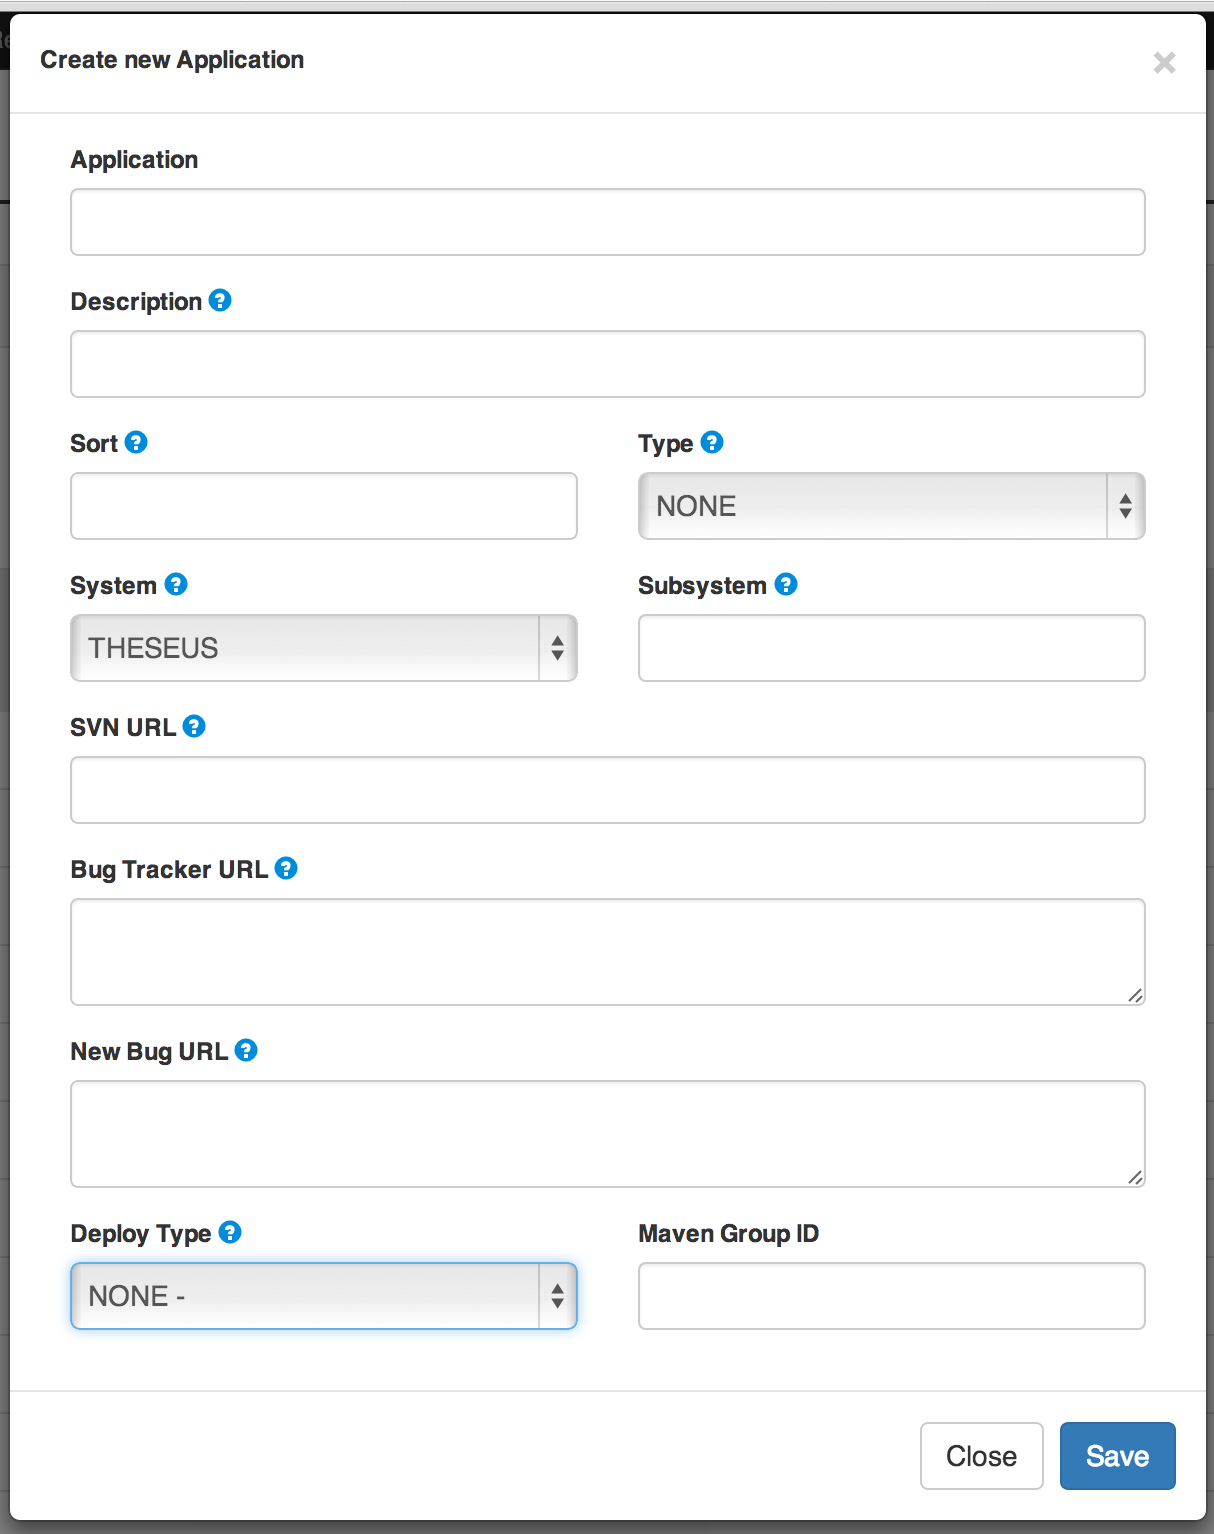 Create new Application
Application
Description
Sort
Type
NONE
System
Subsystem
THESEUS
SVN URL
Bug Tracker URL
New Bug URL
Deploy Type
Maven Group ID
NONE -
Close
Save